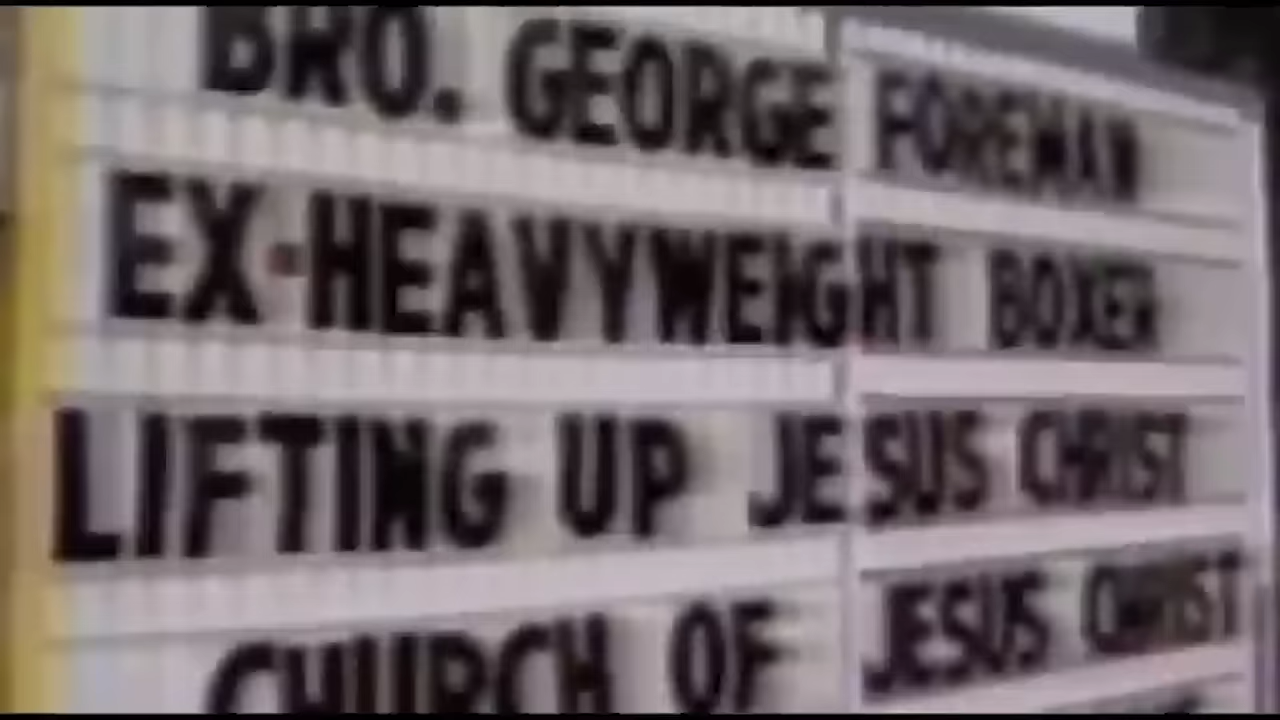 BRO. GEORGE FOREMAN
EX-HEAVYWEIGHT BOXER
LIFTING UP JESUS CHRIST
CHURCH OF JESUS CHRIST